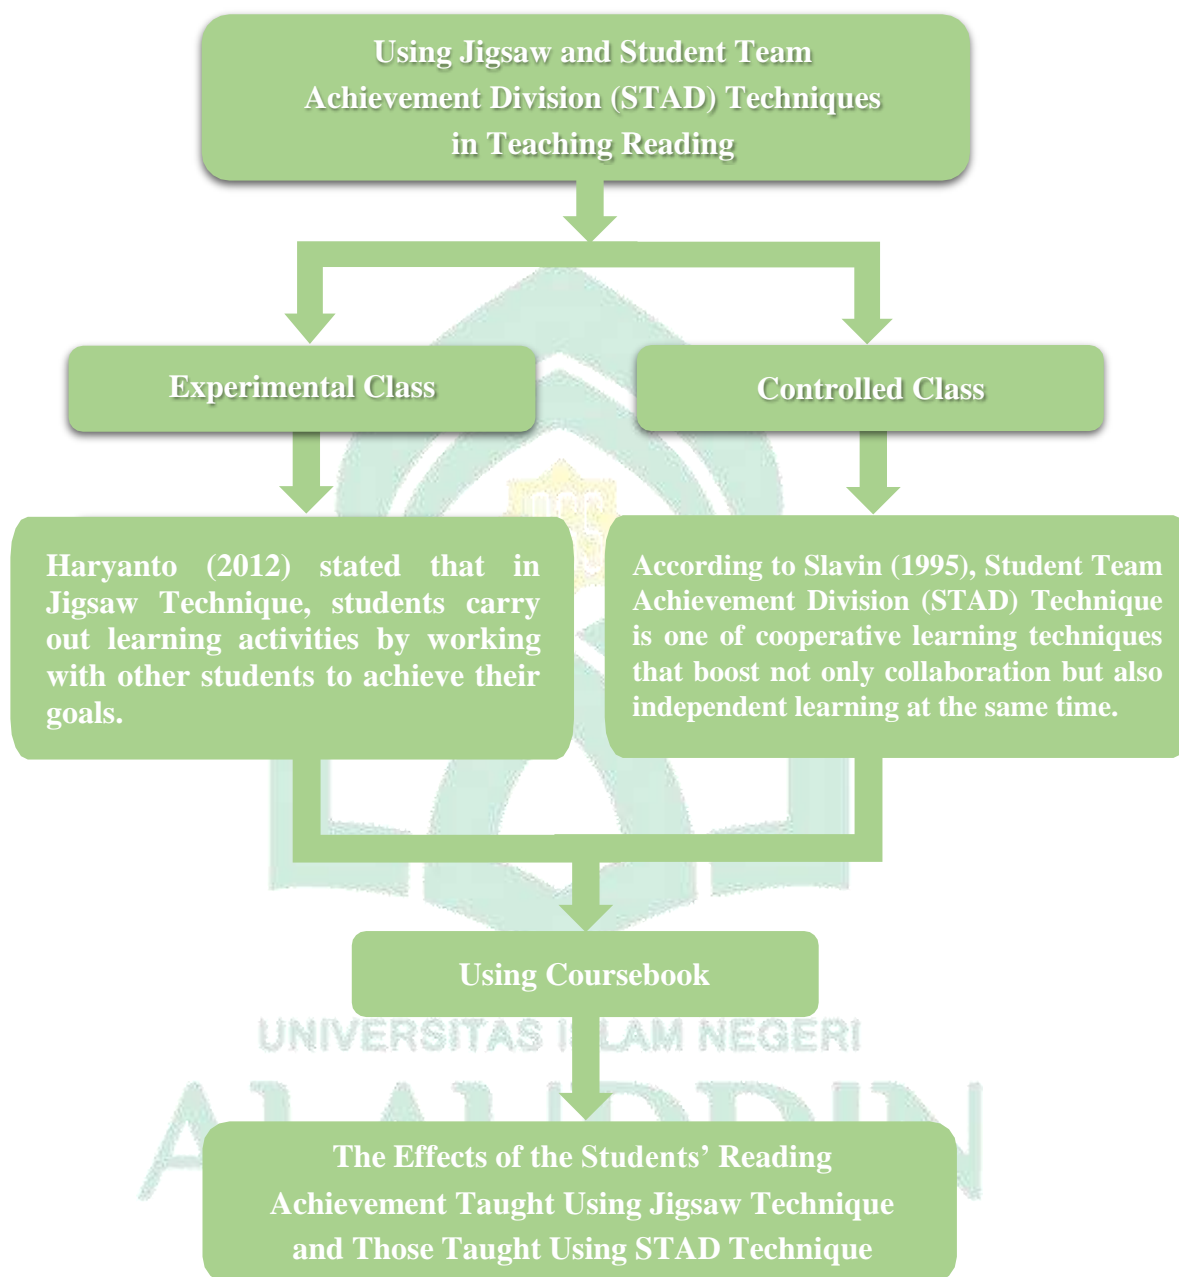 Using Jigsaw and Student Team
Achievement Division (STAD) Techniques
in Teaching Reading
Experimental Class
Controlled Class
Haryanto (2012) stated that in
Jigsaw Technique, students carry
out learning activities by working
with other students to achieve their
goals.
According to Slavin (1995), Student Team
Achievement Division (STAD) Technique
is one of cooperative learning techniques
that boost not only collaboration but also
independent learning at the same time.
Using Coursebook
UNIVERSITAS ISLAM NEGERI
ALAUDDIN
The Effects of the Students’ Reading
Achievement Taught Using Jigsaw Technique
and Those Taught Using STAD Technique